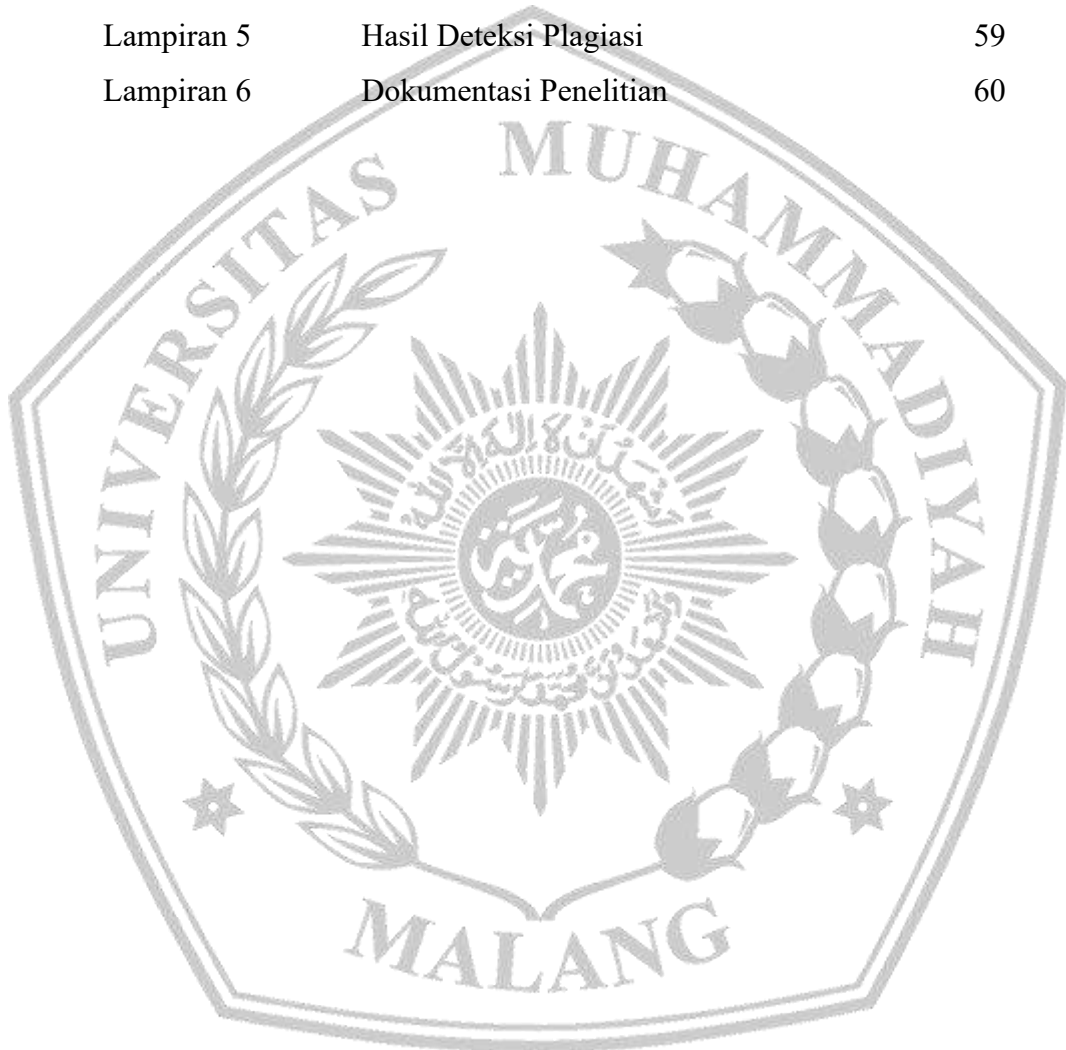 Lampiran 5 Hasil Deteksi Plagiasi 59
Lampiran 6 Dokumentasi Penelitian 60
UNIVERSITAS MUHAMMADIYAH
MALANG